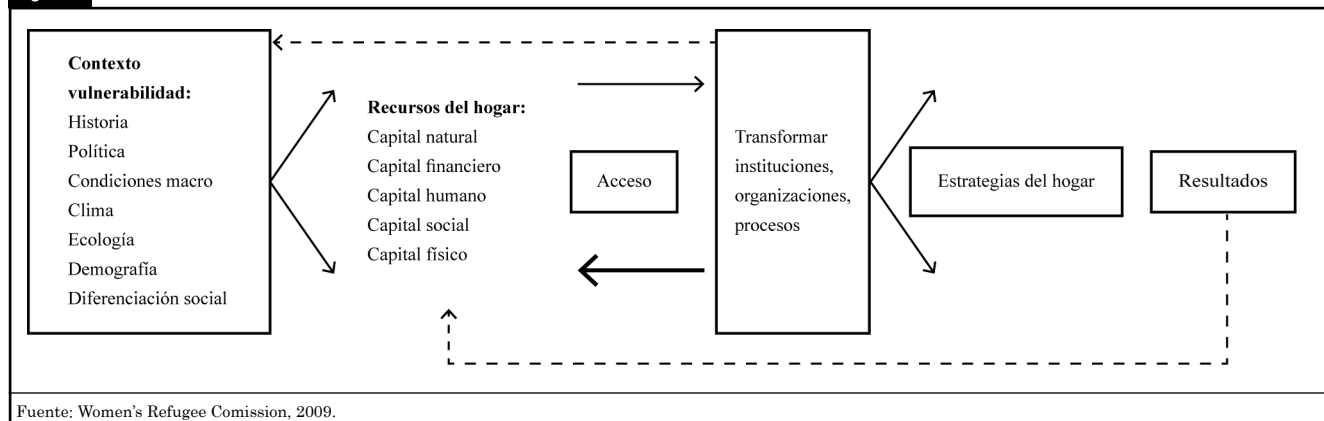 Contexto
vulnerabilidad:
Historia
Política
Condiciones macro
Clima
Ecología
Demografía
Diferenciación social
Recursos del hogar:
Capital natural
Capital financiero
Capital humano
Capital social
Capital físico
Acceso
Transformar
instituciones,
organizaciones,
procesos
Estrategias del hogar
Resultados
Fuente: Women's Refugee Comission, 2009.